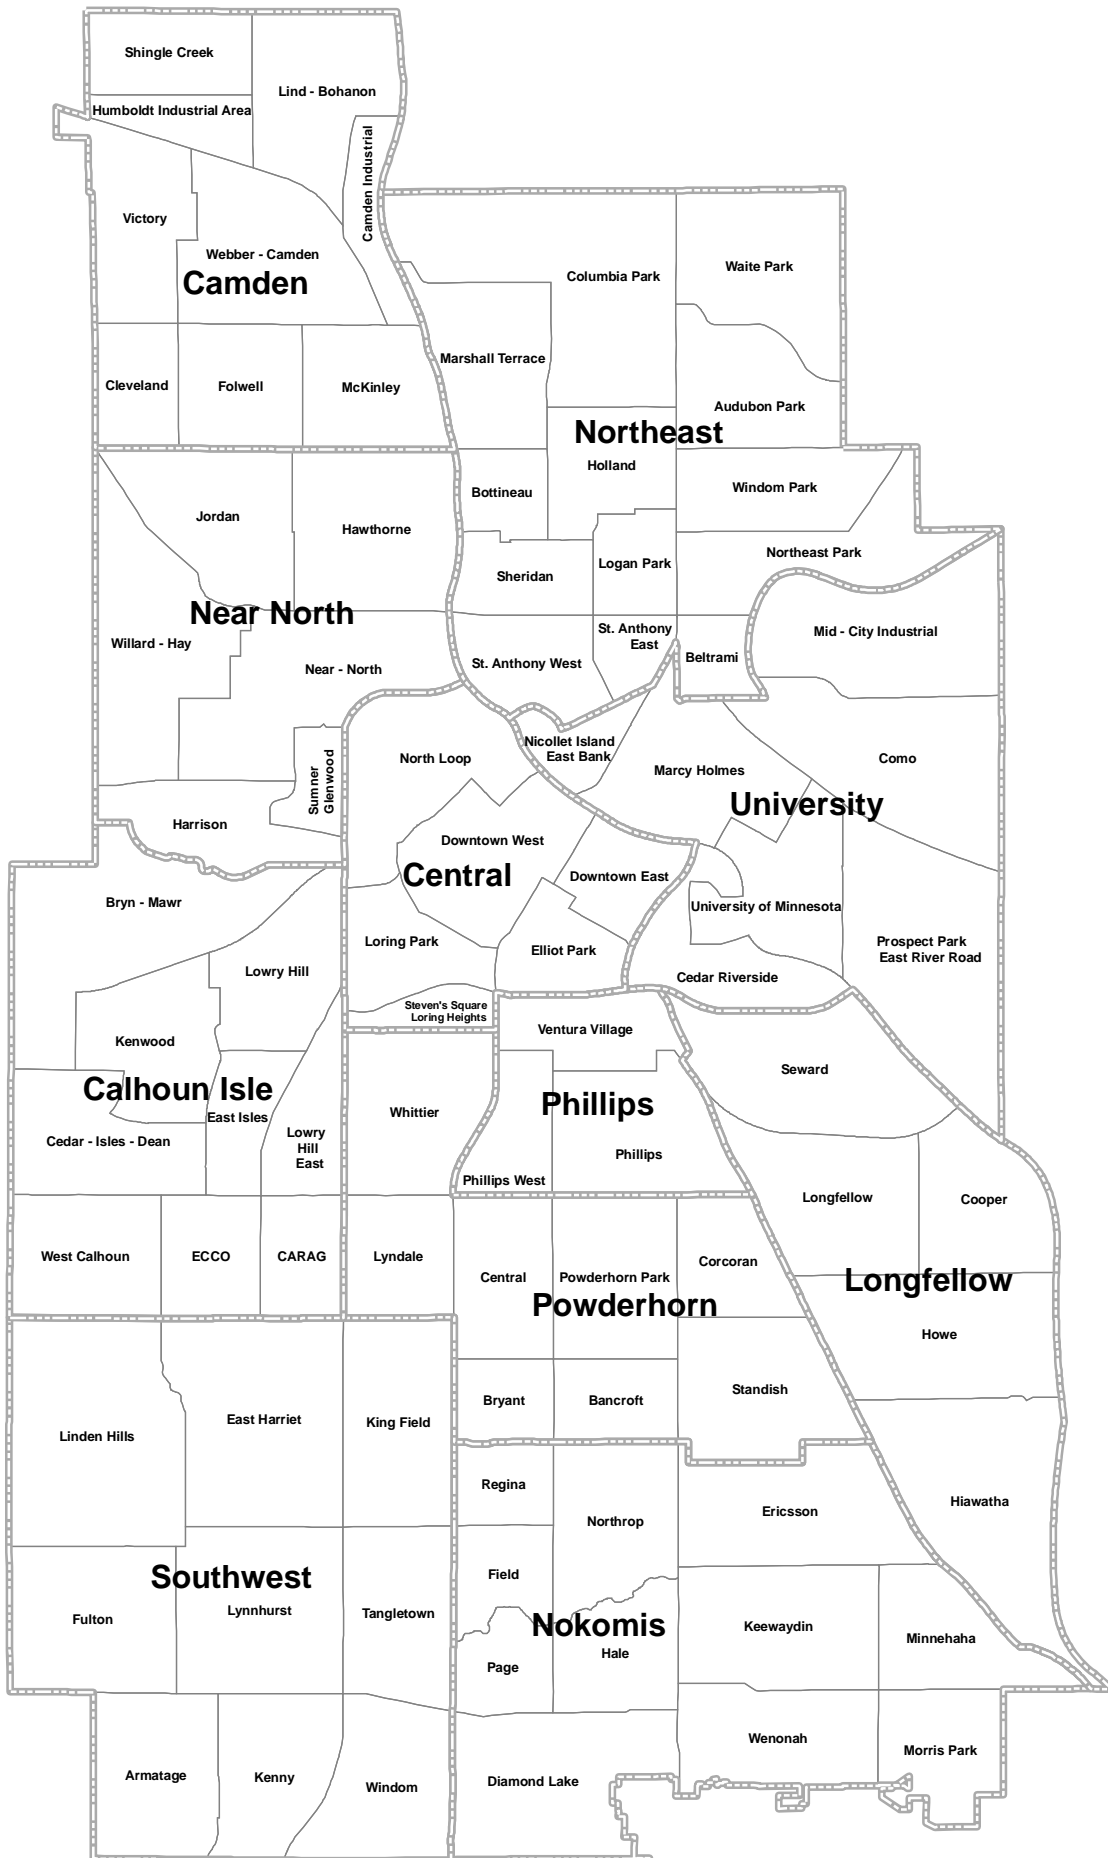 Shingle Creek
Lind - Bohanon
Humboldt Industrial Area
Camden Industrial
Victory
Webber - Camden
Camden
Columbia Park
Waite Park
Marshall Terrace
Cleveland
Folwell
McKinley
Audubon Park
Northeast
Holland
Bottineau
Windom Park
Jordan
Hawthorne
Northeast Park
Sheridan
Logan Park
Near North
Mid - City Industrial
Willard - Hay
St. Anthony
East
Beltrami
Near - North
St. Anthony West
Nicollet Island
East Bank
North Loop
Marcy Holmes
Como
Sumner
Glenwood
University
Harrison
Downtown West
Central
Downtown East
Bryn - Mawr
University of Minnesota
Loring Park
Elliot Park
Prospect Park
East River Road
Lowry Hill
Cedar Riverside
Steven's Square
Loring Heights
Ventura Village
Kenwood
Seward
Calhoun Isle
Phillips
East Isles
Whittier
Cedar - Isles - Dean
Lowry
Hill
East
Phillips
Phillips West
Longfellow
Cooper
West Calhoun
ECCO
CARAG
Lyndale
Central
Powderhorn Park
Corcoran
Powderhorn
Longfellow
Howe
Bryant
Bancroft
Standish
Linden Hills
East Harriet
King Field
Regina
Northrop
Ericsson
Hiawatha
Southwest
Field
Fulton
Lynnhurst
Tangletown
Nokomis
Keewaydin
Minnehaha
Page
Hale
Wenonah
Morris Park
Armatage
Kenny
Windom
Diamond Lake